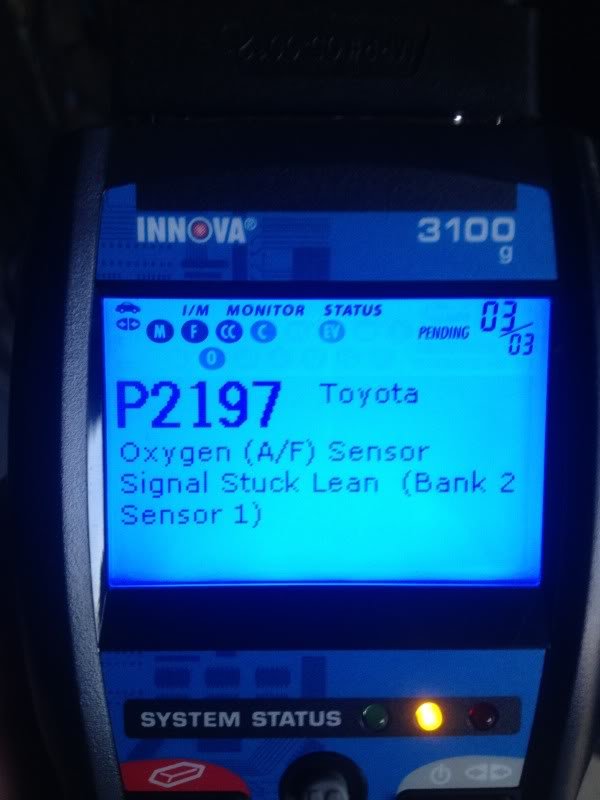 INNOVA®
3100
g
I/M MONITOR STATUS
M F CC C EV
O
PENDING
03/03
P2197 Toyota
Oxygen (A/F) Sensor
Signal Stuck Lean (Bank 2
Sensor 1)
SYSTEM STATUS